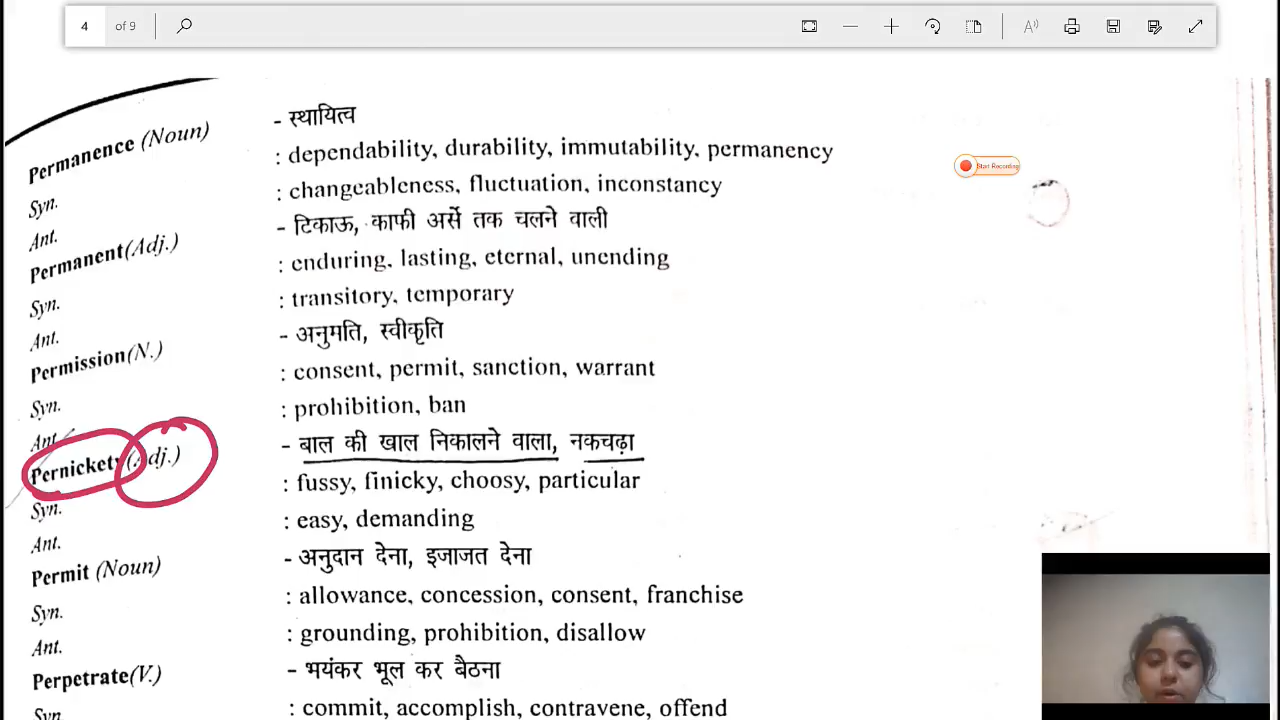 4 of 9
Start Recording
Permanence (Noun) - स्थायित्व
Syn. : dependability, durability, immutability, permanency
Ant. : changeableness, fluctuation, inconstancy
Permanent(Adj.) - टिकाऊ, काफी अर्से तक चलने वाली
Syn. : enduring, lasting, eternal, unending
Ant. : transitory, temporary
Permission(N.) - अनुमति, स्वीकृति
Syn. : consent, permit, sanction, warrant
Ant. : prohibition, ban
Pernickety (Adj.) - बाल की खाल निकालने वाला, नकचढ़ा
Syn. : fussy, finicky, choosy, particular
Ant. : easy, demanding
Permit (Noun) - अनुदान देना, इजाजत देना
Syn. : allowance, concession, consent, franchise
Ant. : grounding, prohibition, disallow
Perpetrate(V.) - भयंकर भूल कर बैठना
Syn. : commit, accomplish, contravene, offend